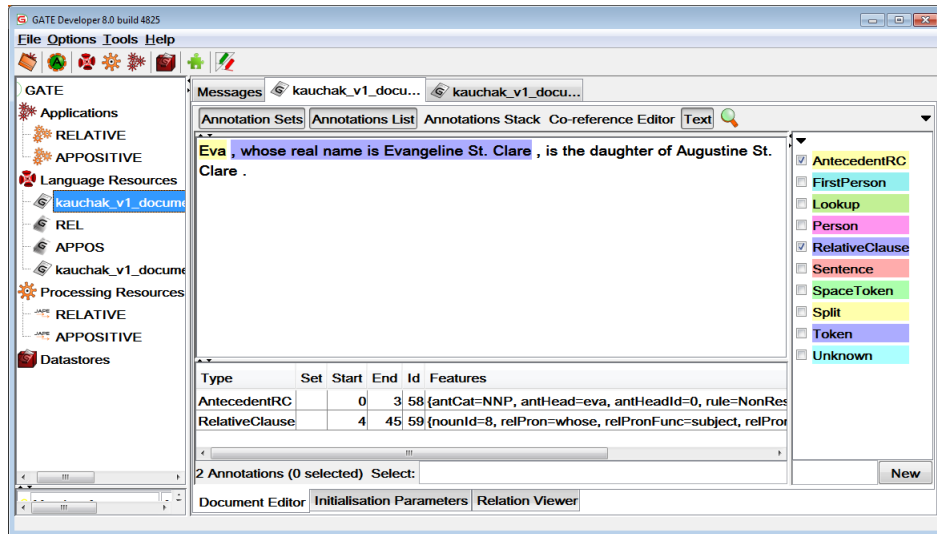 GATE Developer 8.0 build 4825
File Options Tools Help
GATE
Applications
RELATIVE
APPOSITIVE
Language Resources
kauchak_v1_docume
REL
APPOS
kauchak_v1_docume
Processing Resources
RELATIVE
APPOSITIVE
Datastores
Messages kauchak_v1_docu... kauchak_v1_docu...
Annotation Sets Annotations List Annotations Stack Co-reference Editor Text
Eva , whose real name is Evangeline St. Clare , is the daughter of Augustine St.
Clare .
AntecedentRC
FirstPerson
Lookup
Person
RelativeClause
Sentence
SpaceToken
Split
Token
Unknown
Type Set Start End Id Features
AntecedentRC 0 3 58 {antCat=NNP, antHead=eva, antHeadId=0, rule=NonRes
RelativeClause 4 45 59 {nounId=8, relPron=whose, relPronFunc=subject, relPron
2 Annotations (0 selected) Select:
New
Document Editor Initialisation Parameters Relation Viewer